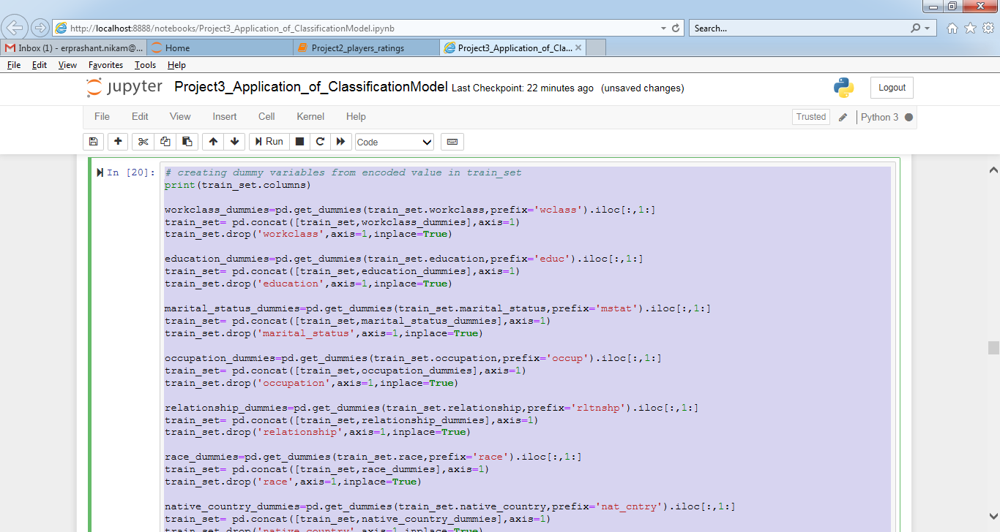 http://localhost:8888/notebooks/Project3_Application_of_ClassificationModel.ipynb
Search...
Inbox (1) - erprashant.nikam@...
Home
Project2_players_ratings
Project3_Application_of_Cla...
File Edit View Favorites Tools Help
jupyter Project3_Application_of_ClassificationModel Last Checkpoint: 22 minutes ago (unsaved changes)
Logout
File Edit View Insert Cell Kernel Help
Trusted
Python 3
Run
Code
In [20]:
# creating dummy variables from encoded value in train_set
print(train_set.columns)
workclass_dummies=pd.get_dummies(train_set.workclass,prefix='wclass').iloc[:,1:]
train_set= pd.concat([train_set,workclass_dummies],axis=1)
train_set.drop('workclass',axis=1,inplace=True)
education_dummies=pd.get_dummies(train_set.education,prefix='educ').iloc[:,1:]
train_set= pd.concat([train_set,education_dummies],axis=1)
train_set.drop('education',axis=1,inplace=True)
marital_status_dummies=pd.get_dummies(train_set.marital_status,prefix='mstat').iloc[:,1:]
train_set= pd.concat([train_set,marital_status_dummies],axis=1)
train_set.drop('marital_status',axis=1,inplace=True)
occupation_dummies=pd.get_dummies(train_set.occupation,prefix='occup').iloc[:,1:]
train_set= pd.concat([train_set,occupation_dummies],axis=1)
train_set.drop('occupation',axis=1,inplace=True)
relationship_dummies=pd.get_dummies(train_set.relationship,prefix='rltnshp').iloc[:,1:]
train_set= pd.concat([train_set,relationship_dummies],axis=1)
train_set.drop('relationship',axis=1,inplace=True)
race_dummies=pd.get_dummies(train_set.race,prefix='race').iloc[:,1:]
train_set= pd.concat([train_set,race_dummies],axis=1)
train_set.drop('race',axis=1,inplace=True)
native_country_dummies=pd.get_dummies(train_set.native_country,prefix='nat_cntry').iloc[:,1:]
train_set= pd.concat([train_set,native_country_dummies],axis=1)
train_set.drop('native_country',axis=1,inplace=True)